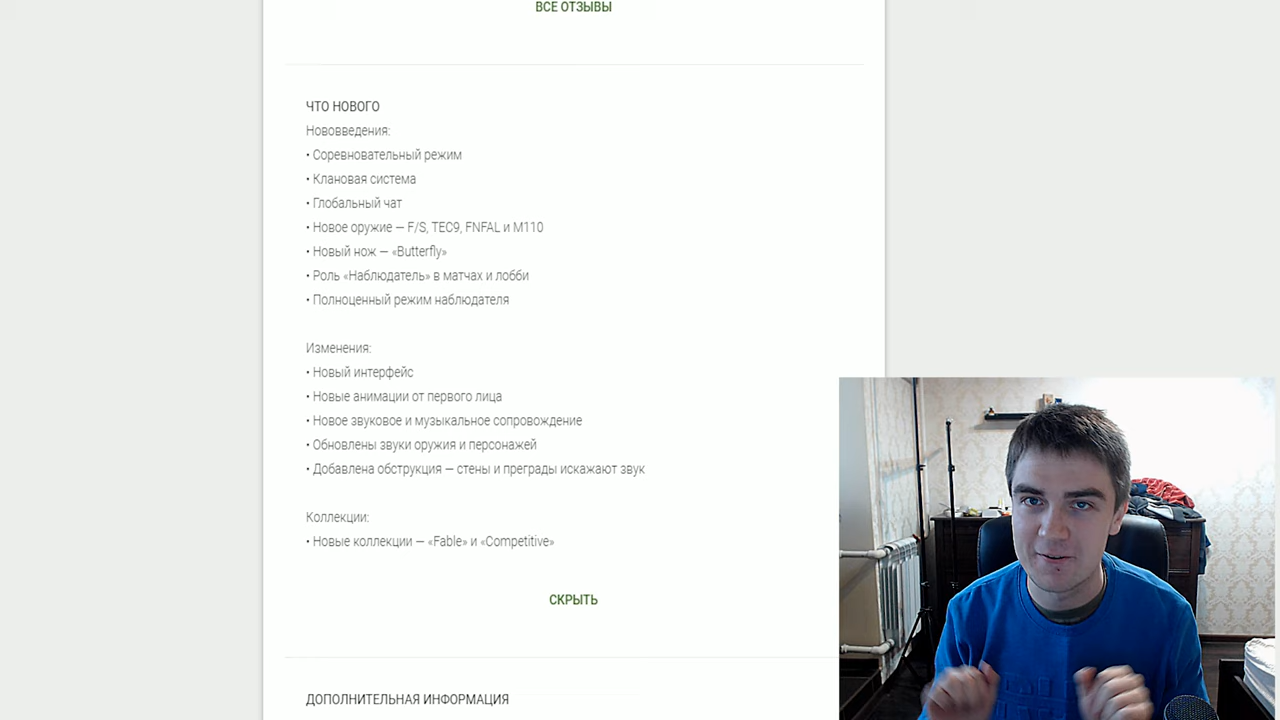 ВСЕ ОТЗЫВЫ
ЧТО НОВОГО
Нововведения:
• Соревновательный режим
• Клановая система
• Глобальный чат
• Новое оружие — F/S, TEC9, FNFAL и M110
• Новый нож — «Butterfly»
• Роль «Наблюдатель» в матчах и лобби
• Полноценный режим наблюдателя
Изменения:
• Новый интерфейс
• Новые анимации от первого лица
• Новое звуковое и музыкальное сопровождение
• Обновлены звуки оружия и персонажей
• Добавлена обструкция — стены и преграды искажают звук
Коллекции:
• Новые коллекции — «Fable» и «Competitive»
СКРЫТЬ
ДОПОЛНИТЕЛЬНАЯ ИНФОРМАЦИЯ